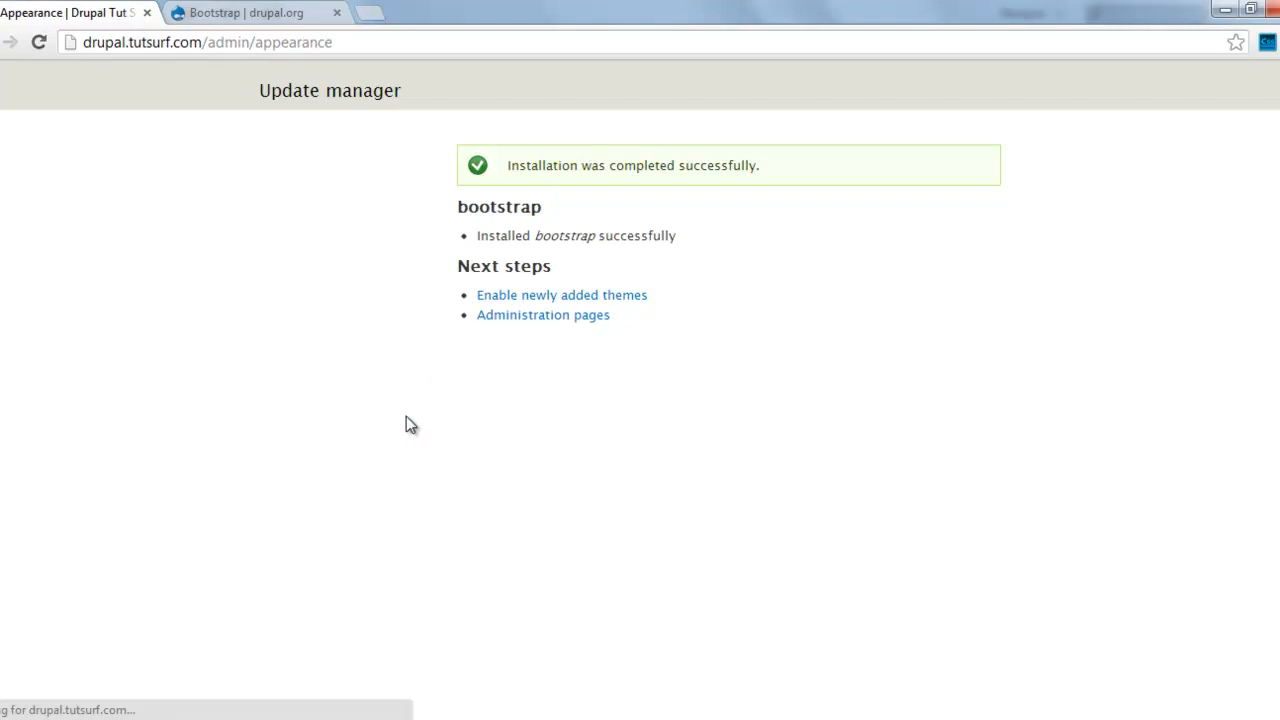 Appearance | Drupal Tut S
Bootstrap | drupal.org
drupal.tutsurf.com/admin/appearance
Css
Update manager
Installation was completed successfully.
bootstrap
• Installed bootstrap successfully
Next steps
• Enable newly added themes
• Administration pages
g for drupal.tutsurf.com...